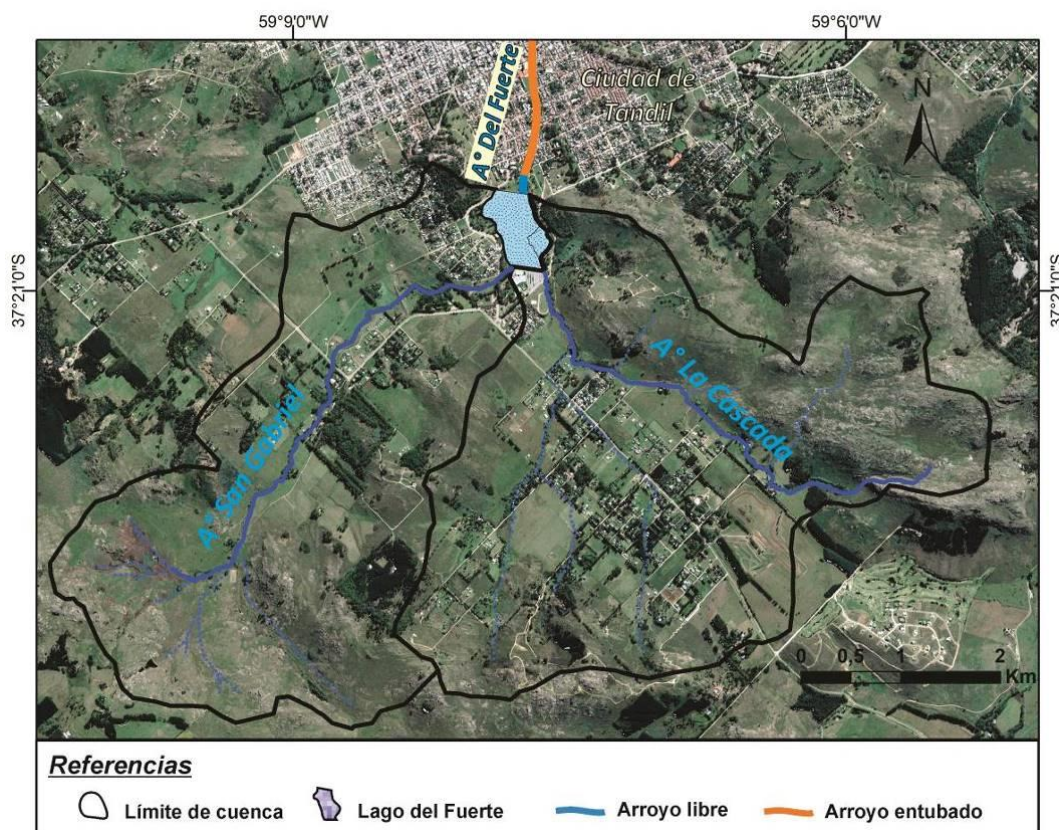 59°9'0"W
59°6'0"W
A° Del Fuerte
Ciudad de
Tandil
N
37°21'0"S
37°21'0"S
A° San Gabriel
A° La Cascada
0 0,5 1 2
Km
Referencias
Límite de cuenca
Lago del Fuerte
Arroyo libre
Arroyo entubado